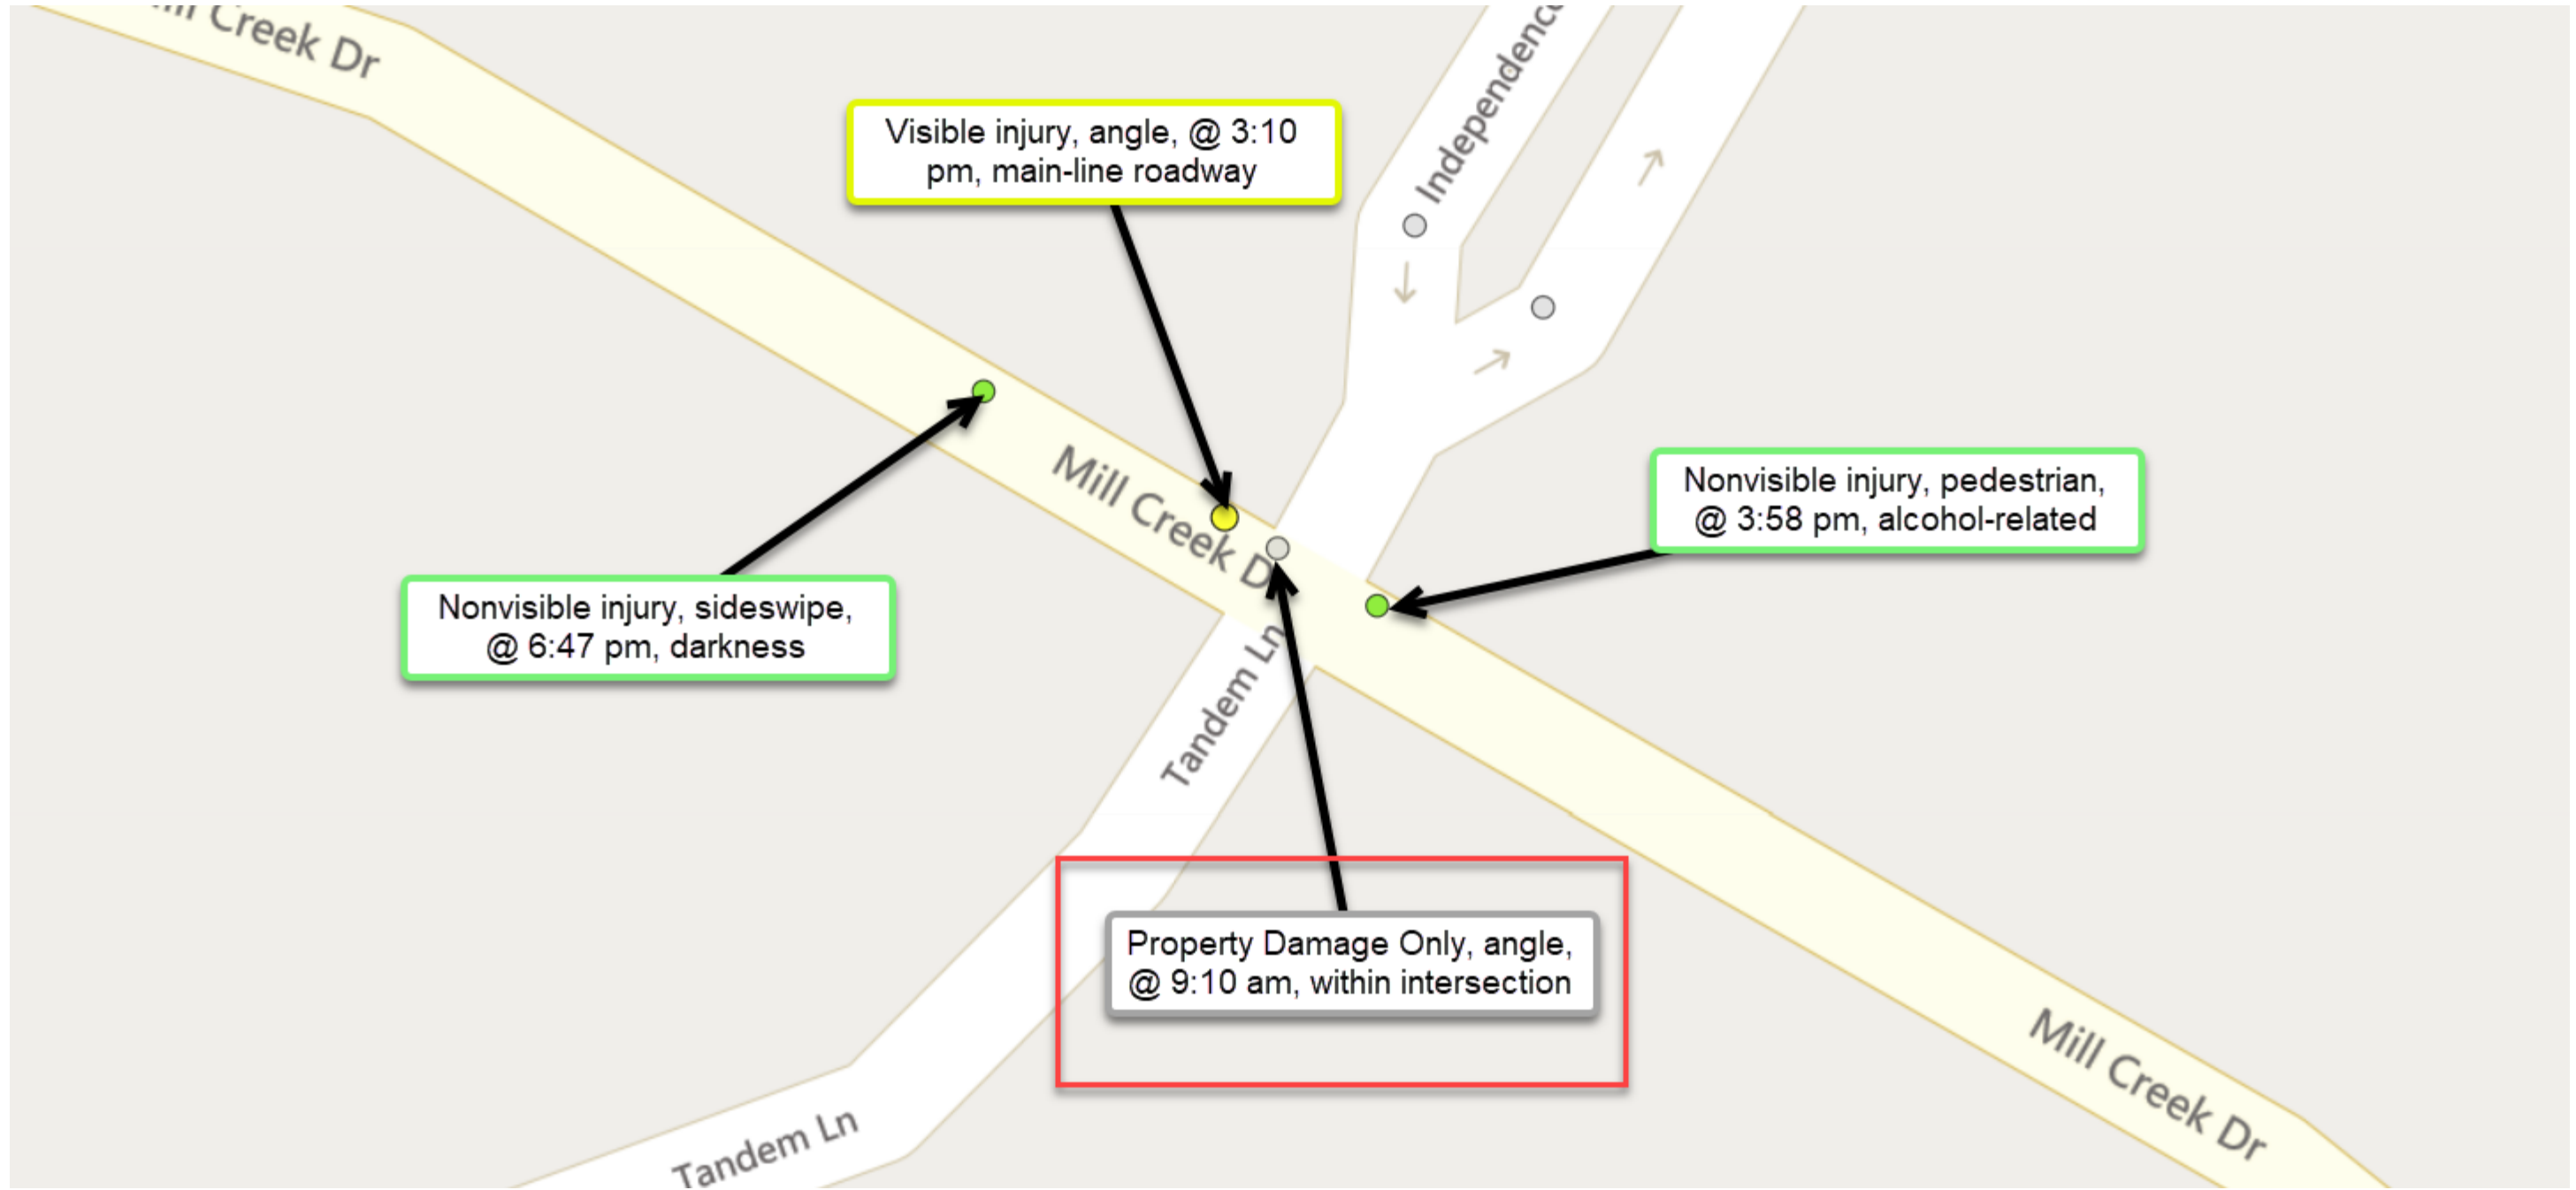 Creek Dr
Independence
Visible injury, angle, @ 3:10
pm, main-line roadway
Nonvisible injury, pedestrian,
@ 3:58 pm, alcohol-related
Mill Creek
Nonvisible injury, sideswipe,
@ 6:47 pm, darkness
Tandem Ln
Property Damage Only, angle,
@ 9:10 am, within intersection
Mill Creek Dr
Tandem Ln